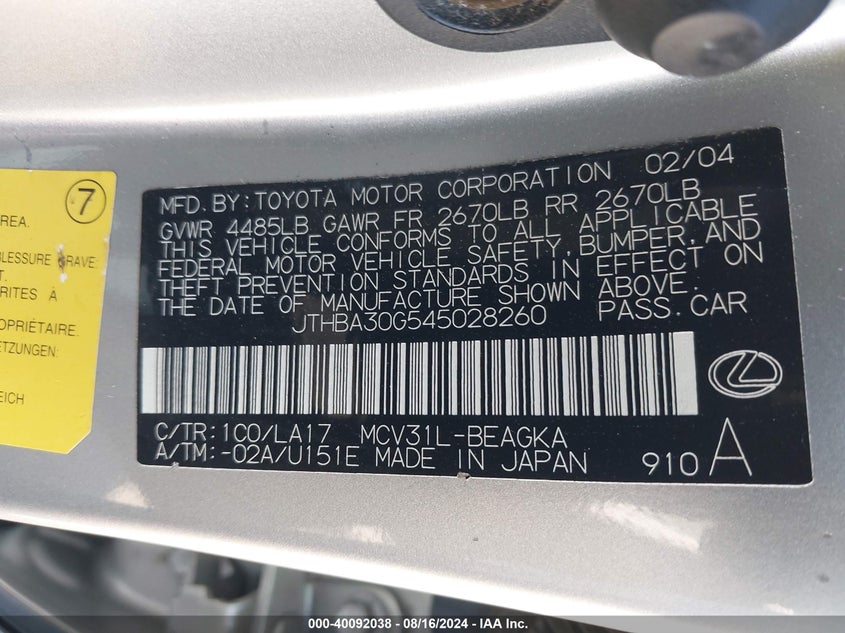 7
REA.
BLESSURE GRAVE:
T.
RITES À
PROPRIÉTAIRE.
ETZUNGEN:
EICH
MFD. BY: TOYOTA MOTOR CORPORATION 02/04
GVWR 4485LB GAWR FR 2670LB RR 2670LB
THIS VEHICLE CONFORMS TO ALL APPLICABLE
FEDERAL MOTOR VEHICLE SAFETY, BUMPER, AND
THEFT PREVENTION STANDARDS IN EFFECT ON
THE DATE OF MANUFACTURE SHOWN ABOVE.
JTHBA30G545028260 PASS. CAR
C/TR: 1C0/LA17 MCV31L-BEAGKA
A/TM: -02A/U151E MADE IN JAPAN 910 A
000-40092038 - 08/16/2024 - IAA Inc.